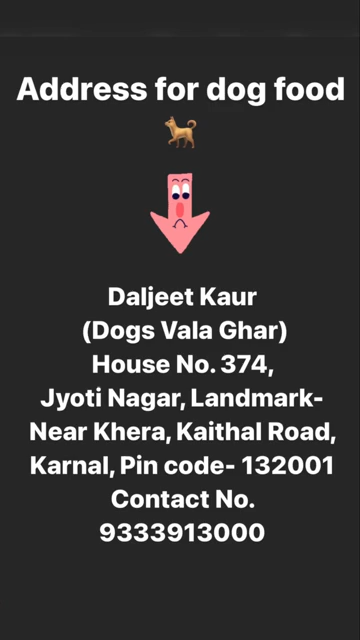 Address for dog food
🐕
Daljeet Kaur
(Dogs Vala Ghar)
House No. 374,
Jyoti Nagar, Landmark-
Near Khera, Kaithal Road,
Karnal, Pin code- 132001
Contact No.
9333913000